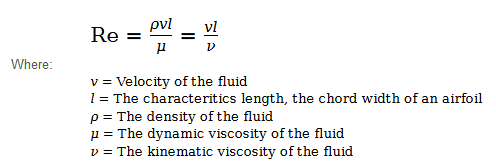 Re = ρvl/μ = vl/ν
Where:
v = Velocity of the fluid
l = The characteritics length, the chord width of an airfoil
ρ = The density of the fluid
μ = The dynamic viscosity of the fluid
ν = The kinematic viscosity of the fluid